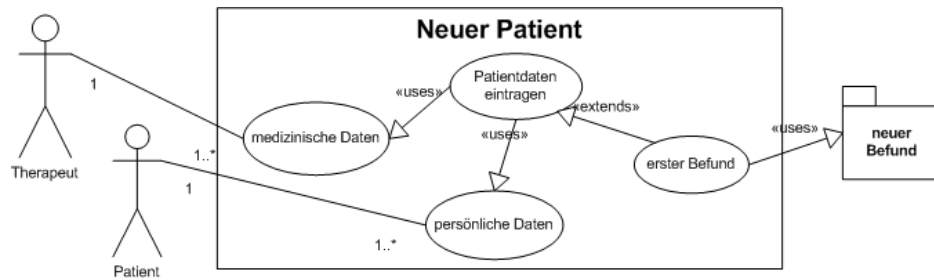 Neuer Patient
Patientdaten
eintragen
«uses»
«extends»
«uses»
«uses»
1
medizinische Daten
erster Befund
neuer
Befund
1..*
Therapeut
1
persönliche Daten
1..*
Patient